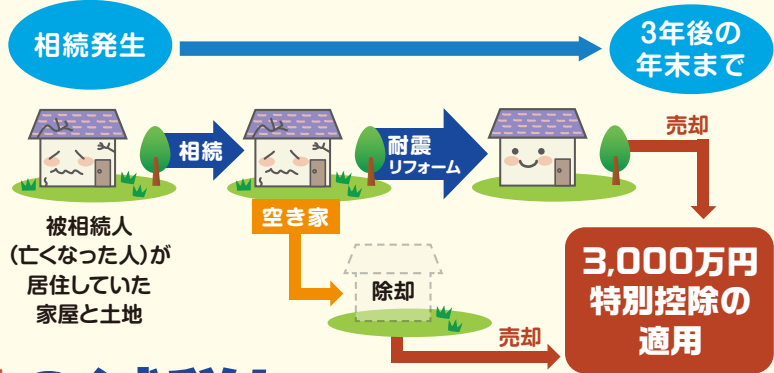 相続発生
3年後の
年末まで
相続
耐震
リフォーム
売却
被相続人
(亡くなった人)が
居住していた
家屋と土地
空き家
除却
売却
3,000万円
特別控除の
適用